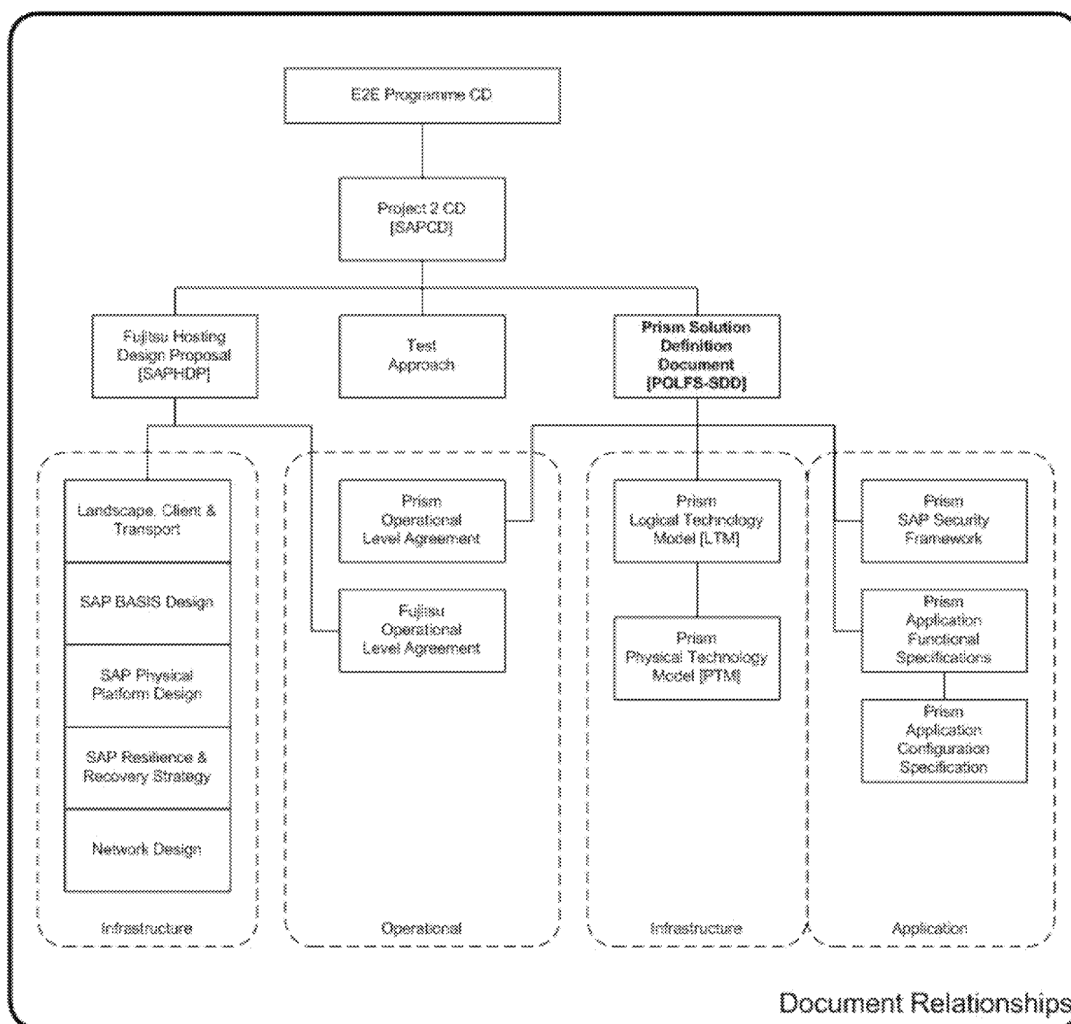 E2E Programme CD
Project 2 CD
[SAPCD]
Fujitsu Hosting
Design Proposal
[SAPHDP]
Test
Approach
Prism Solution
Definition
Document
[POLFS-SDD]
Landscape, Client &
Transport
SAP BASIS Design
SAP Physical
Platform Design
SAP Resilience &
Recovery Strategy
Network Design
Infrastructure
Prism
Operational
Level Agreement
Fujitsu
Operational
Level Agreement
Operational
Prism
Logical Technology
Model [LTM]
Prism
Physical Technology
Model [PTM]
Infrastructure
Prism
SAP Security
Framework
Prism
Application
Functional
Specifications
Prism
Application
Configuration
Specification
Application
Document Relationships